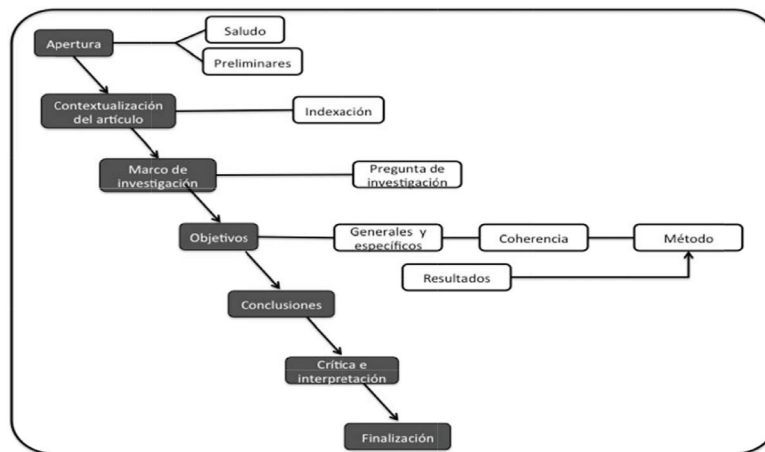 Saludo
Apertura
Preliminares
Contextualización
del artículo
Indexación
Marco de
investigación
Pregunta de
investigación
Objetivos
Generales y
específicos
Coherencia
Método
Resultados
Conclusiones
Crítica e
interpretación
Finalización